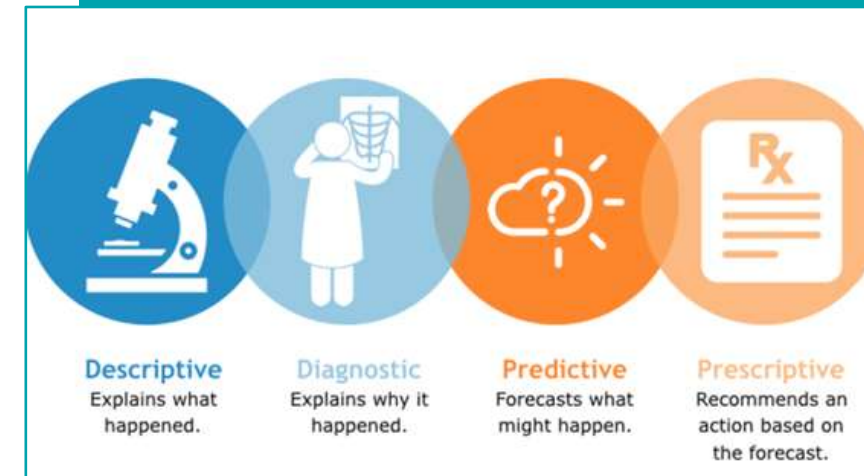 ?
Rx
Descriptive
Explains what
happened.
Diagnostic
Explains why it
happened.
Predictive
Forecasts what
might happen.
Prescriptive
Recommends an
action based on
the forecast.